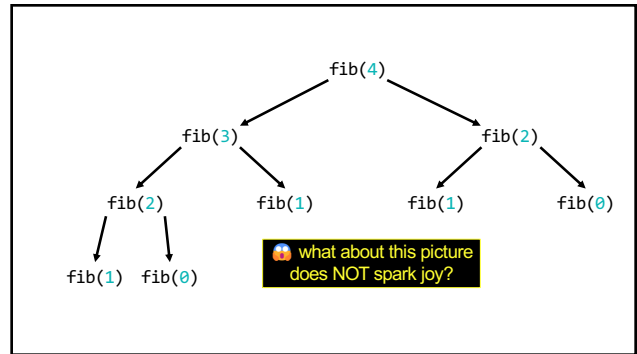 fib(4)
fib(3) fib(2)
fib(2) fib(1) fib(1) fib(0)
😱 what about this picture
does NOT spark joy?
fib(1) fib(0)